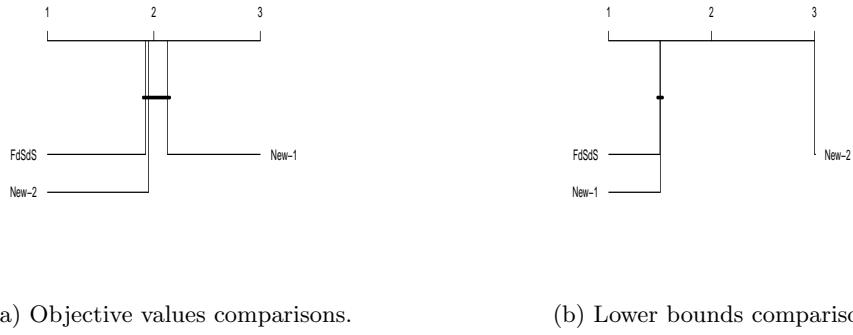 1 2 3
FdSdS
New-1
New-2
1 2 3
FdSdS
New-2
New-1
a) Objective values comparisons.
(b) Lower bounds compariso